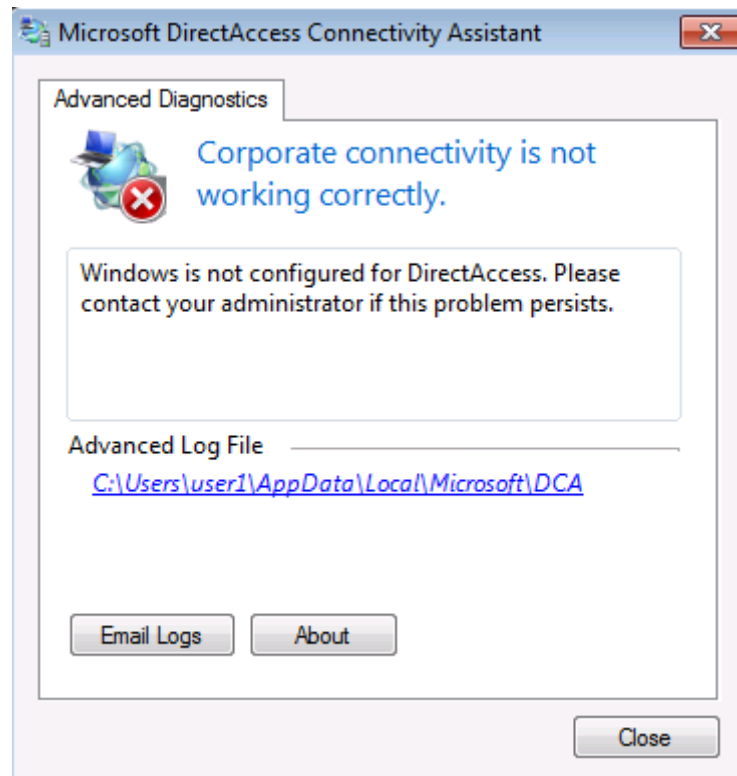 Microsoft DirectAccess Connectivity Assistant
Advanced Diagnostics
Corporate connectivity is not
working correctly.
Windows is not configured for DirectAccess. Please
contact your administrator if this problem persists.
Advanced Log File
C:\Users\user1\AppData\Local\Microsoft\DCA
Email Logs
About
Close